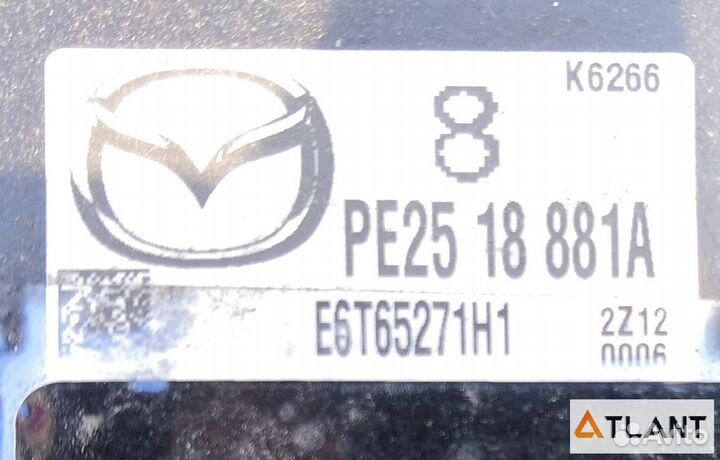 K6266
8
PE25 18 881A
E6T65271H1
2Z12
0006
ATLANT
Avito